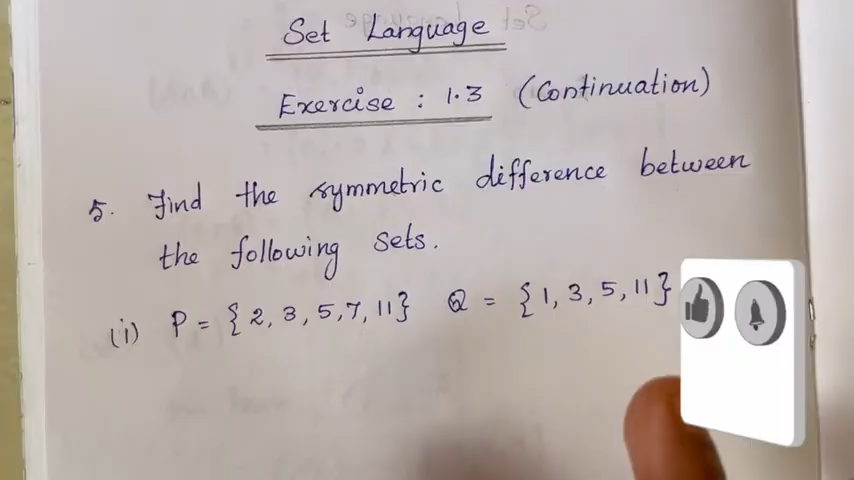 Set Language
Exercise : 1.3 (Continuation)
5. Find the symmetric difference between
the following sets.
(i) P = {2, 3, 5, 7, 11} Q = {1, 3, 5, 11}